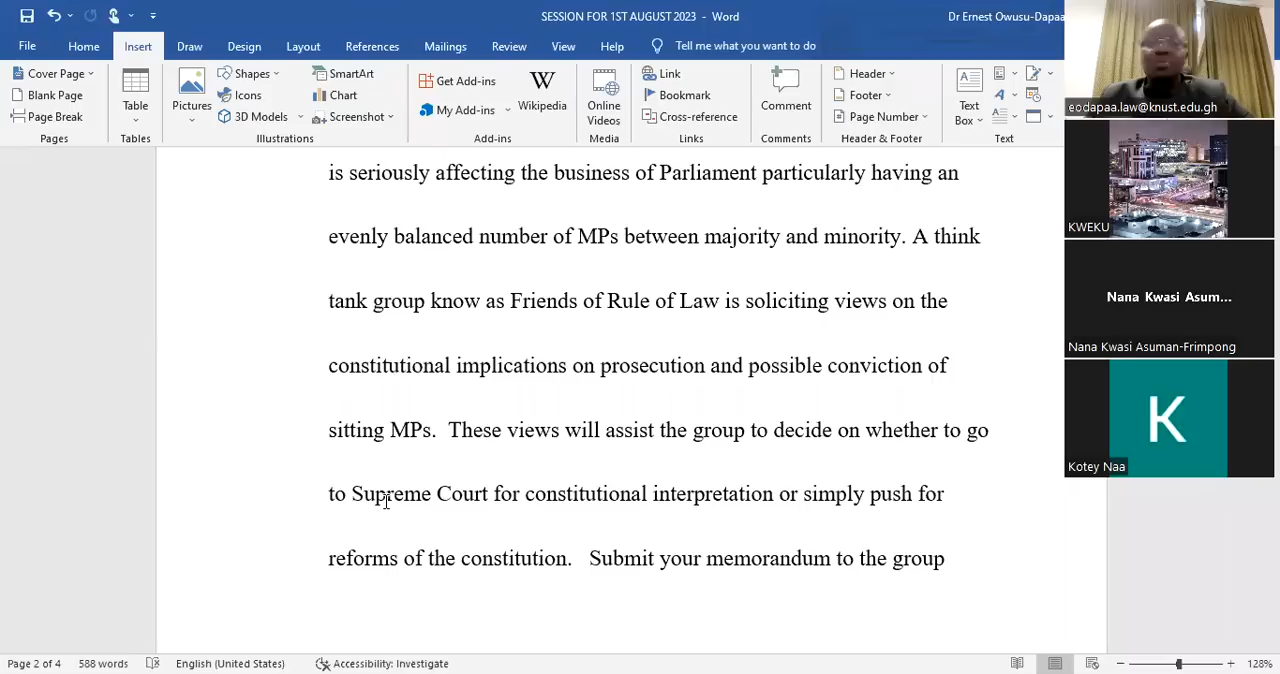 SESSION FOR 1ST AUGUST 2023 - Word
Dr Ernest Owusu-Dapaa
File Home Insert Draw Design Layout References Mailings Review View Help Tell me what you want to do
Cover Page
Blank Page
Page Break
Pages
Table
Tables
Pictures
Shapes
Icons
3D Models
SmartArt
Chart
Screenshot
Illustrations
Get Add-ins
My Add-ins
Wikipedia
Add-ins
Online
Videos
Media
Link
Bookmark
Cross-reference
Links
Comment
Comments
Header
Footer
Page Number
Header & Footer
Text
Box
Text
is seriously affecting the business of Parliament particularly having an
evenly balanced number of MPs between majority and minority. A think
tank group know as Friends of Rule of Law is soliciting views on the
constitutional implications on prosecution and possible conviction of
sitting MPs. These views will assist the group to decide on whether to go
to Supreme Court for constitutional interpretation or simply push for
reforms of the constitution. Submit your memorandum to the group
eodapaa.law@knust.edu.gh
KWEKU
Nana Kwasi Asum...
Nana Kwasi Asuman-Frimpong
K
Kotey Naa
Page 2 of 4 588 words English (United States) Accessibility: Investigate 128%